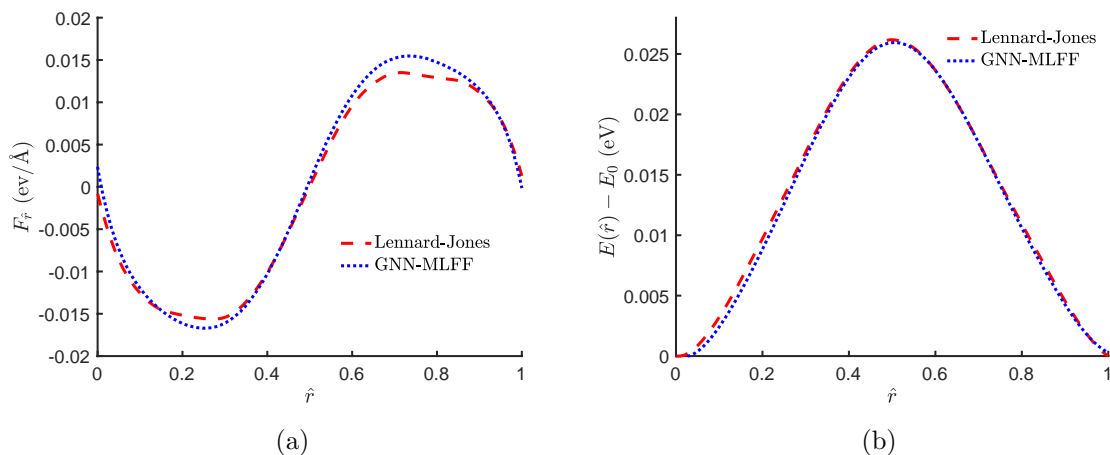 0.02
0.015
0.01
0.005
0
-0.005
-0.01
-0.015
-0.02
F_r̂ (ev/Å)
Lennard-Jones
GNN-MLFF
0 0.2 0.4 0.6 0.8 1
r̂
(a)
0.025
0.02
0.015
0.01
0.005
0
E(r̂) − E₀ (eV)
Lennard-Jones
GNN-MLFF
0 0.2 0.4 0.6 0.8 1
r̂
(b)